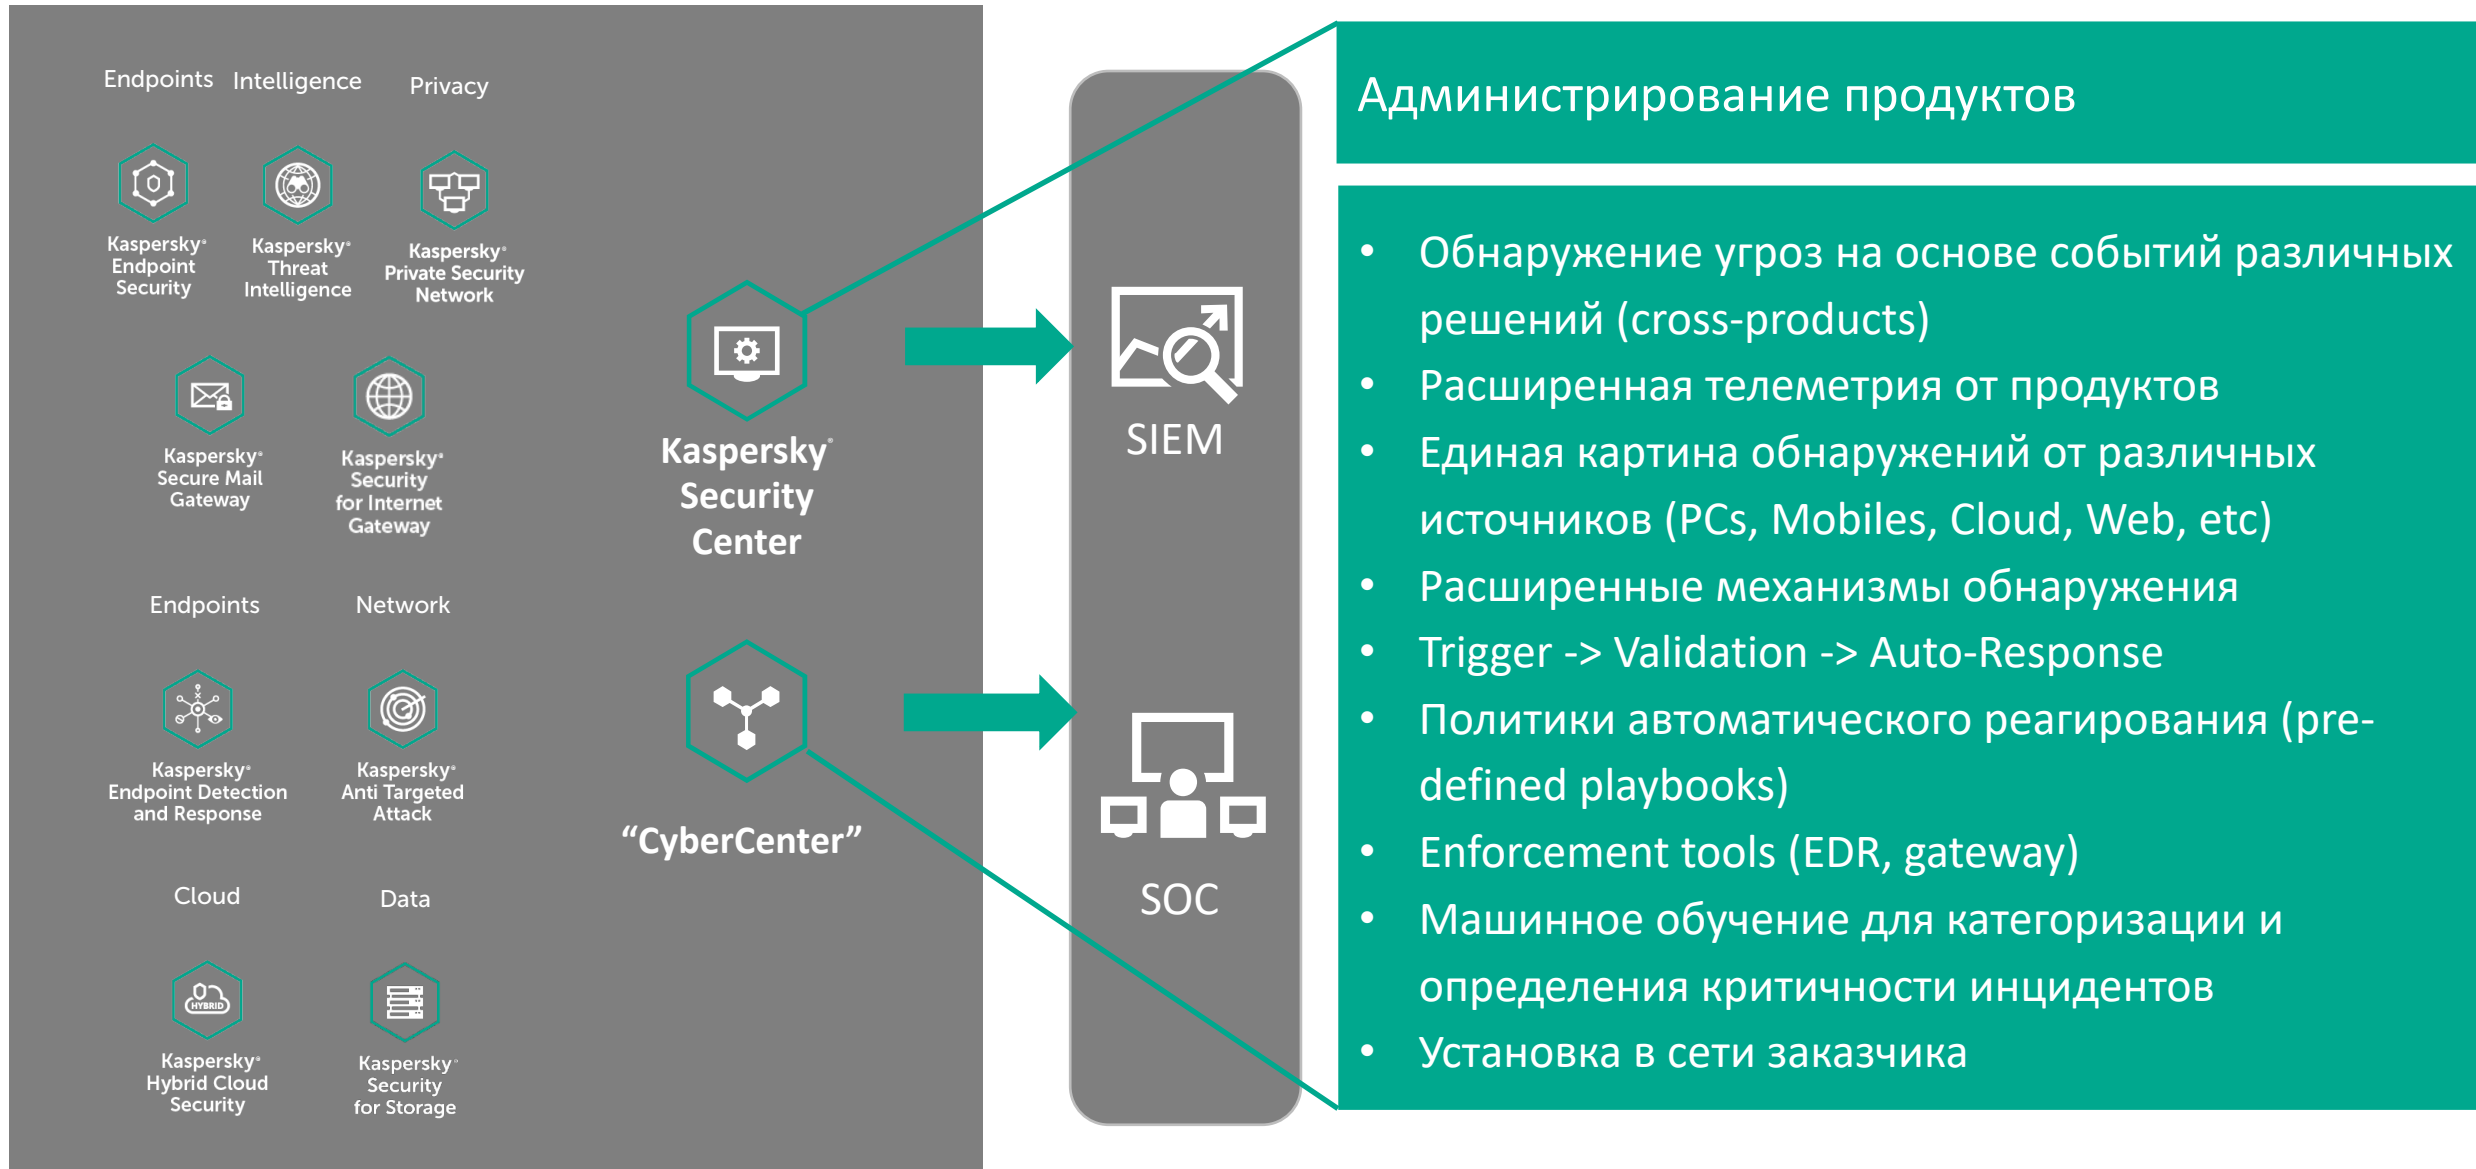 Endpoints
Intelligence
Privacy
Kaspersky®
Endpoint
Security
Kaspersky®
Threat
Intelligence
Kaspersky®
Private Security
Network
Kaspersky®
Secure Mail
Gateway
Kaspersky®
Security
for Internet
Gateway
Endpoints
Network
Kaspersky®
Endpoint Detection
and Response
Kaspersky®
Anti Targeted
Attack
Cloud
Data
HYBRID
Kaspersky®
Hybrid Cloud
Security
Kaspersky®
Security
for Storage
Kaspersky®
Security
Center
“CyberCenter”
SIEM
SOC
Администрирование продуктов
• Обнаружение угроз на основе событий различных
решений (cross-products)
• Расширенная телеметрия от продуктов
• Единая картина обнаружений от различных
источников (PCs, Mobiles, Cloud, Web, etc)
• Расширенные механизмы обнаружения
• Trigger -> Validation -> Auto-Response
• Политики автоматического реагирования (pre-
defined playbooks)
• Enforcement tools (EDR, gateway)
• Машинное обучение для категоризации и
определения критичности инцидентов
• Установка в сети заказчика